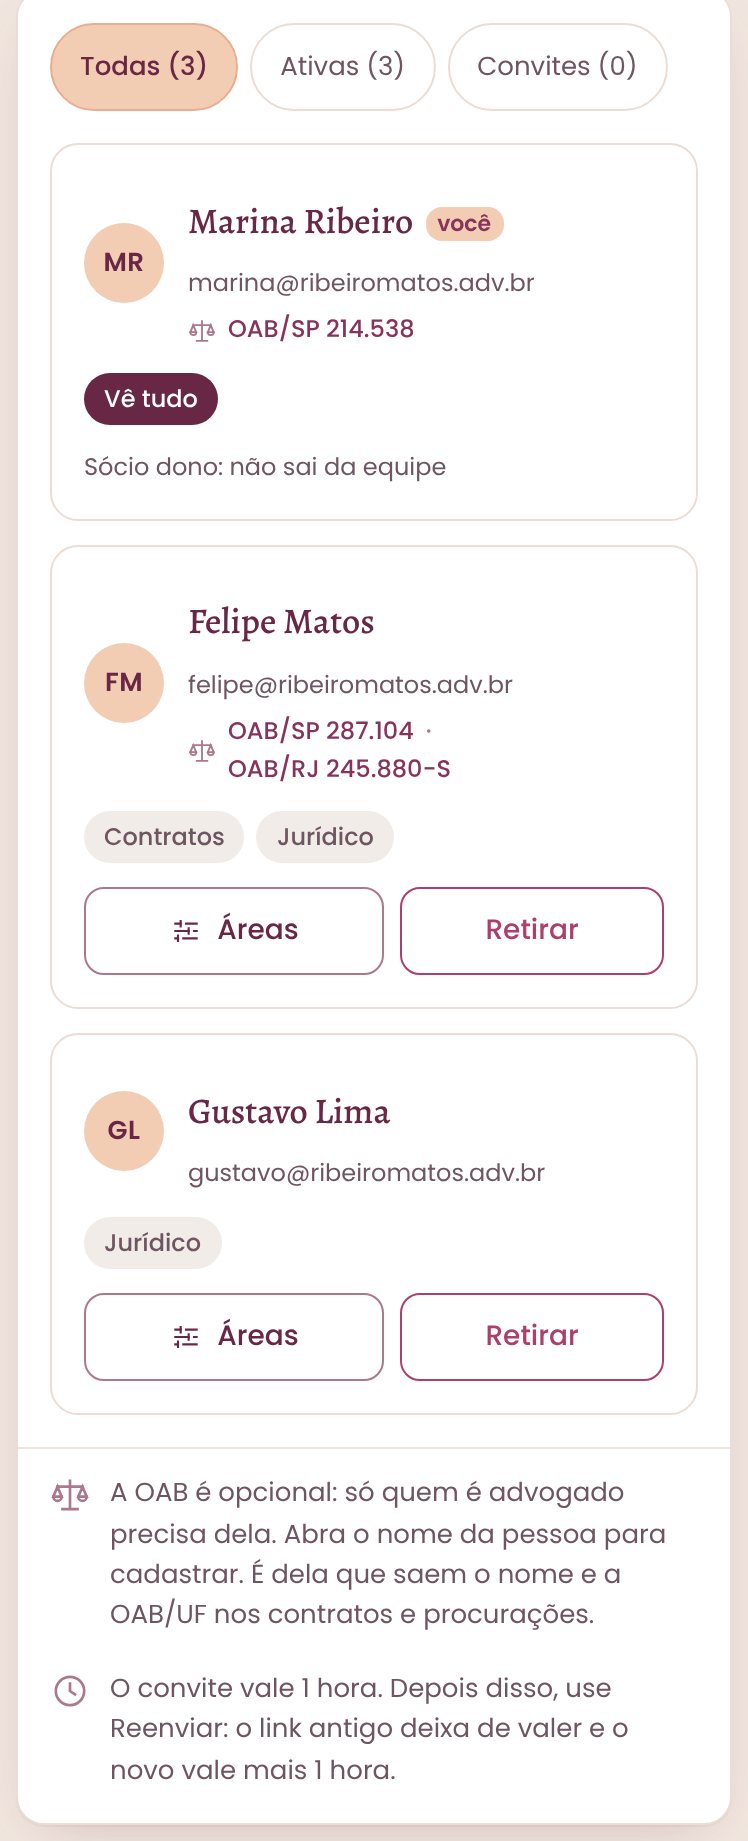 Todas (3) Ativas (3) Convites (0)
MR
Marina Ribeiro você
marina@ribeiromatos.adv.br
OAB/SP 214.538
Vê tudo
Sócio dono: não sai da equipe
FM
Felipe Matos
felipe@ribeiromatos.adv.br
OAB/SP 287.104 ·
OAB/RJ 245.880-S
Contratos Jurídico
Áreas Retirar
GL
Gustavo Lima
gustavo@ribeiromatos.adv.br
Jurídico
Áreas Retirar
A OAB é opcional: só quem é advogado
precisa dela. Abra o nome da pessoa para
cadastrar. É dela que saem o nome e a
OAB/UF nos contratos e procurações.
O convite vale 1 hora. Depois disso, use
Reenviar: o link antigo deixa de valer e o
novo vale mais 1 hora.